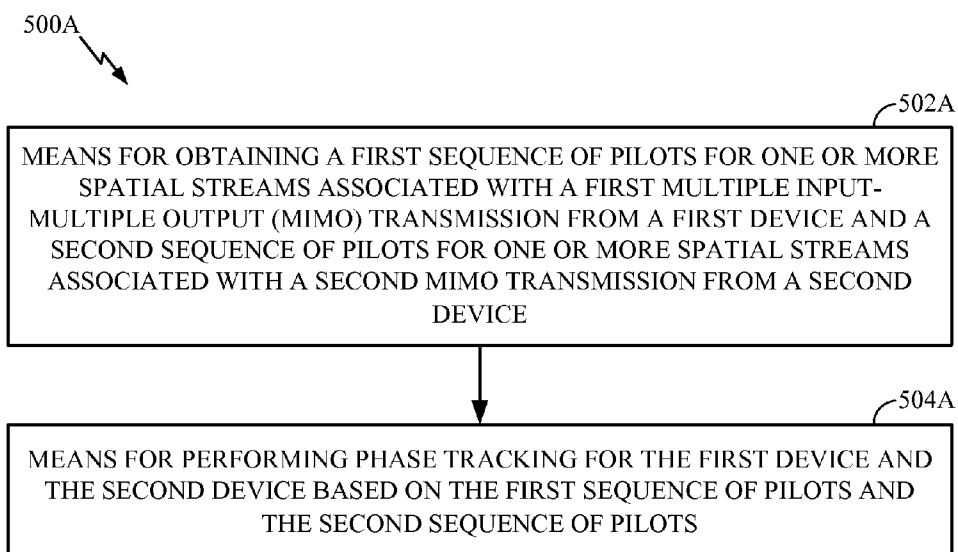 500A
502A
MEANS FOR OBTAINING A FIRST SEQUENCE OF PILOTS FOR ONE OR MORE
SPATIAL STREAMS ASSOCIATED WITH A FIRST MULTIPLE INPUT-
MULTIPLE OUTPUT (MIMO) TRANSMISSION FROM A FIRST DEVICE AND A
SECOND SEQUENCE OF PILOTS FOR ONE OR MORE SPATIAL STREAMS
ASSOCIATED WITH A SECOND MIMO TRANSMISSION FROM A SECOND
DEVICE
504A
MEANS FOR PERFORMING PHASE TRACKING FOR THE FIRST DEVICE AND
THE SECOND DEVICE BASED ON THE FIRST SEQUENCE OF PILOTS AND
THE SECOND SEQUENCE OF PILOTS